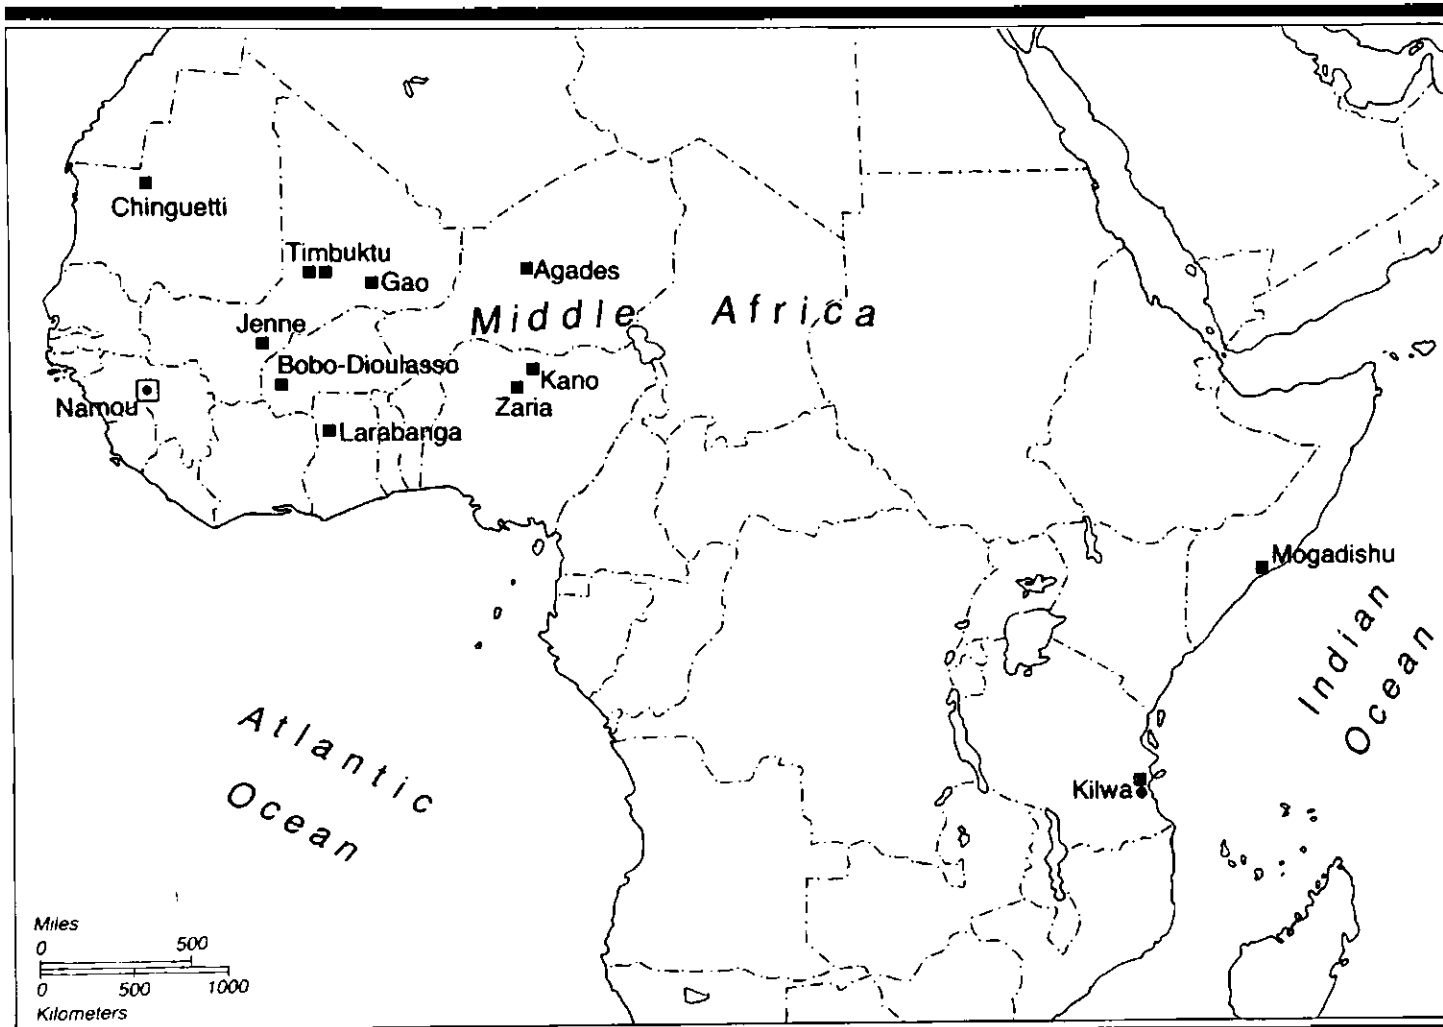 Chinguetti
Timbuktu
Gao
Agades
Middle Africa
Jenne
Bobo-Dioulasso
Kano
Zaria
Namou
Larabanga
Mogadishu
Indian
Ocean
Atlantic
Ocean
Kilwa
Miles
0 500
0 500 1000
Kilometers